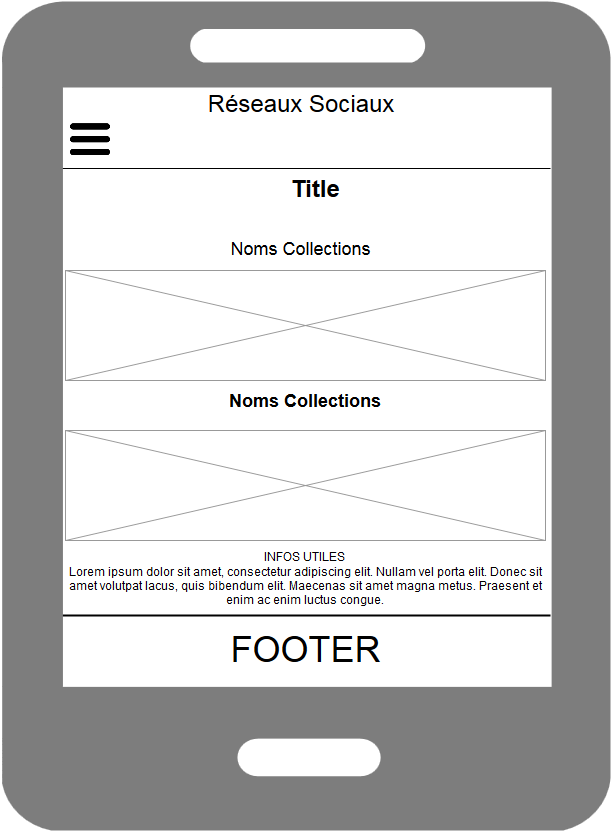 Réseaux Sociaux
Title
Noms Collections
Noms Collections
INFOS UTILES
Lorem ipsum dolor sit amet, consectetur adipiscing elit. Nullam vel porta elit. Donec sit
amet volutpat lacus, quis bibendum elit. Maecenas sit amet magna metus. Praesent et
enim ac enim luctus congue.
FOOTER